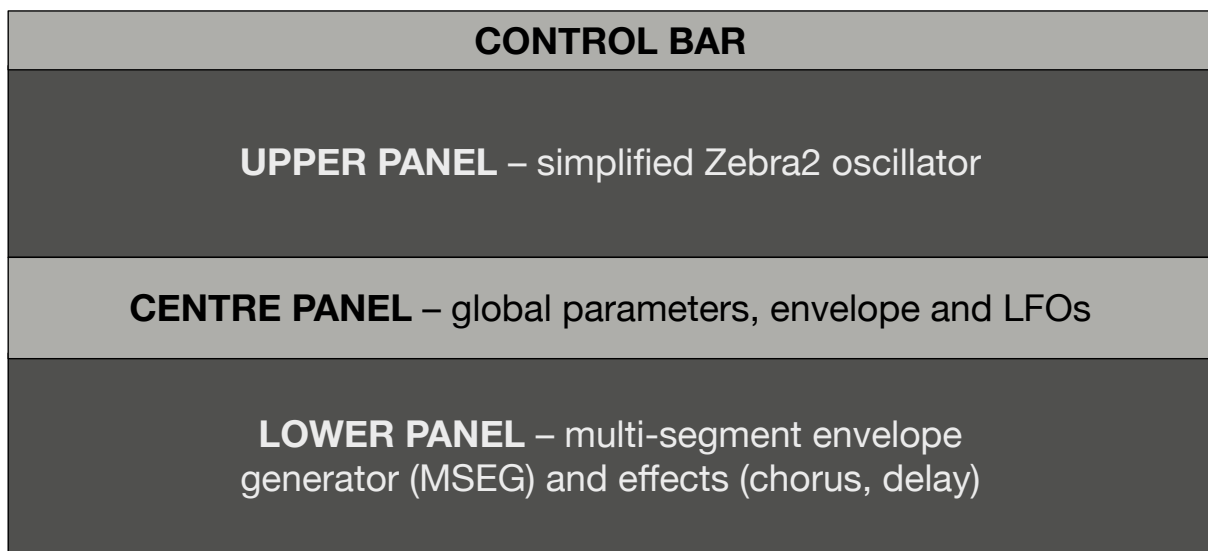 CONTROL BAR
UPPER PANEL – simplified Zebra2 oscillator
CENTRE PANEL – global parameters, envelope and LFOs
LOWER PANEL – multi-segment envelope
generator (MSEG) and effects (chorus, delay)